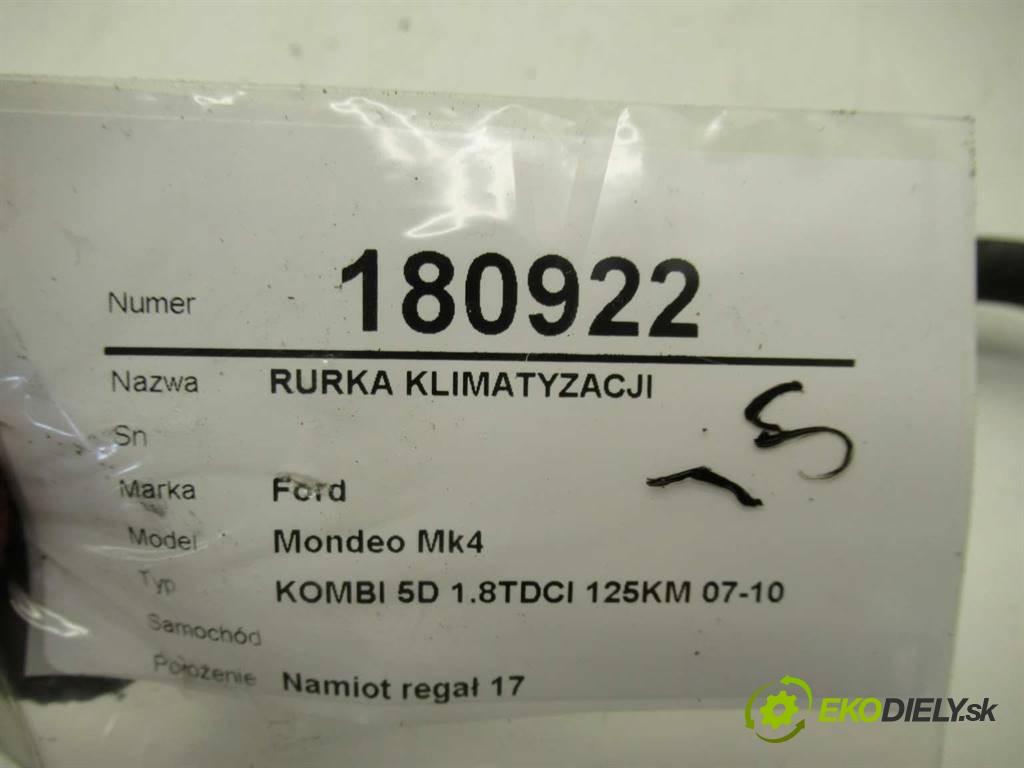 Numer 180922
Nazwa RURKA KLIMATYZACJI
Sn
Marka Ford
Model Mondeo Mk4
Typ KOMBI 5D 1.8TDCI 125KM 07-10
Samochód
Położenie Namiot regał 17
EKODIELY.sk